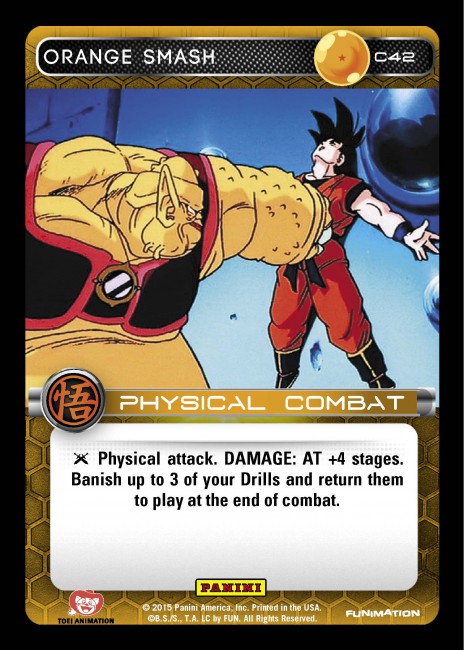 ORANGE SMASH C42
悟 PHYSICAL COMBAT
Physical attack. DAMAGE: AT +4 stages.
Banish up to 3 of your Drills and return them
to play at the end of combat.
PANINI
TOEI ANIMATION
© 2015 Panini America, Inc. Printed in the USA.
©B.S./S., T.A. LC by FUN. All Rights Reserved.
FUNIMATION